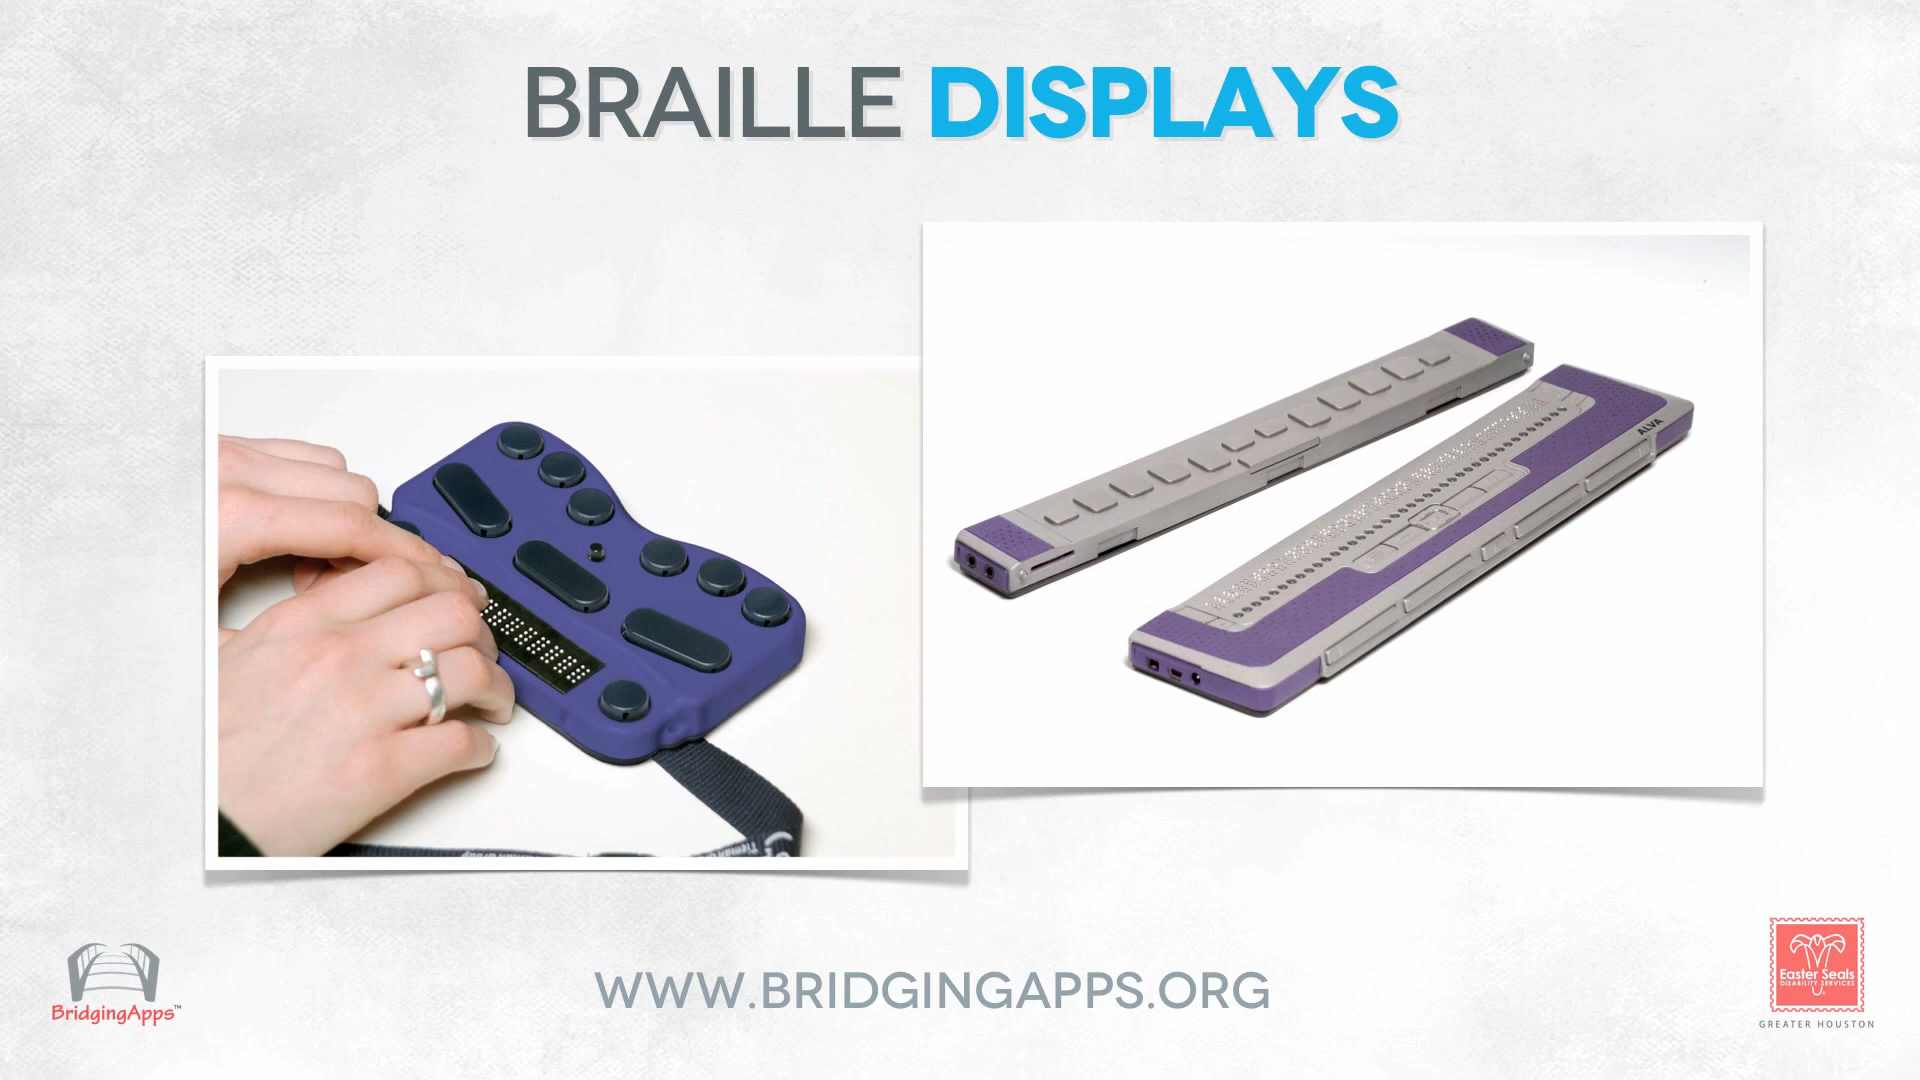 BRAILLE DISPLAYS
ALVA
WWW.BRIDGINGAPPS.ORG
BridgingApps™
Easter Seals
DISABILITY SERVICES
GREATER HOUSTON